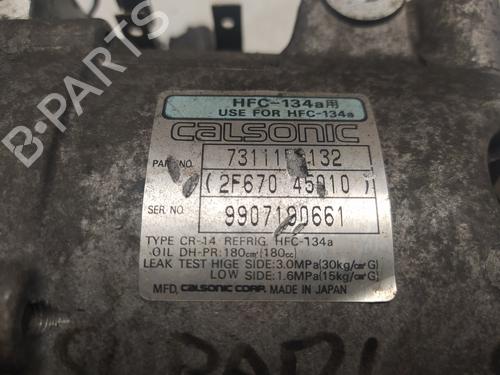 HFC-134a用
USE FOR HFC-134a
CALSONIC
PART NO.
(2F670 45010)
SER NO. 9907190661
TYPE CR-14 REFRIG. HFC-134a
OIL DH-PR:180cm³(180cc)
LEAK TEST HIGE SIDE:3.0MPa(30kg/cm²G)
LOW SIDE:1.6MPa(15kg/cm²G)
MFD. CALSONIC CORP. MADE IN JAPAN
B-PARTS